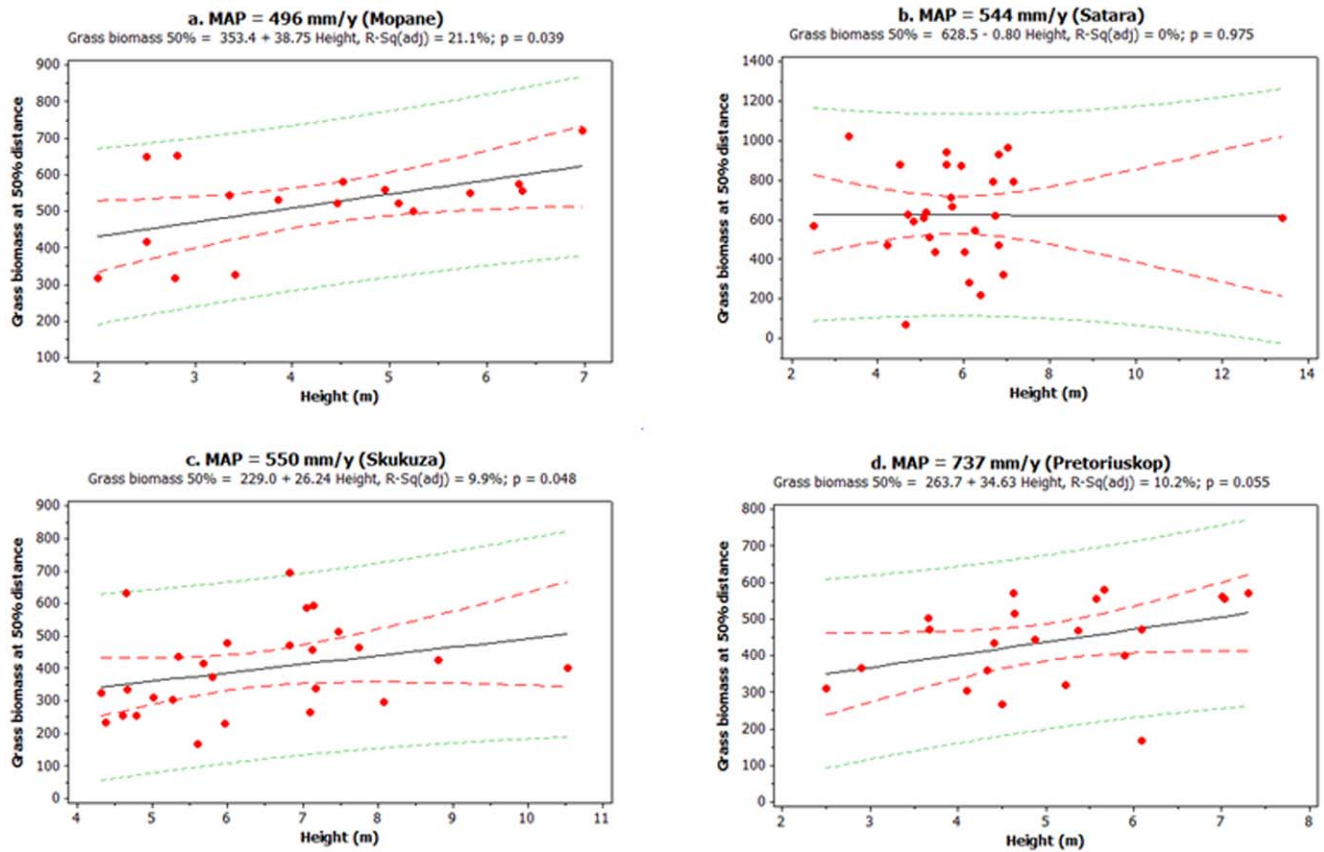 a. MAP = 496 mm/y (Mopane)
Grass biomass 50% = 353.4 + 38.75 Height, R-Sq(adj) = 21.1%; p = 0.039
Grass biomass at 50% distance
900
800
700
600
500
400
300
200
100
2 3 4 5 6 7
Height (m)
b. MAP = 544 mm/y (Satara)
Grass biomass 50% = 628.5 - 0.80 Height, R-Sq(adj) = 0%; p = 0.975
Grass biomass at 50% distance
1400
1200
1000
800
600
400
200
0
2 4 6 8 10 12 14
Height (m)
c. MAP = 550 mm/y (Skukuza)
Grass biomass 50% = 229.0 + 26.24 Height, R-Sq(adj) = 9.9%; p = 0.048
Grass biomass at 50% distance
900
800
700
600
500
400
300
200
100
0
4 5 6 7 8 9 10 11
Height (m)
d. MAP = 737 mm/y (Pretoriuskop)
Grass biomass 50% = 263.7 + 34.63 Height, R-Sq(adj) = 10.2%; p = 0.055
Grass biomass at 50% distance
800
700
600
500
400
300
200
100
0
2 3 4 5 6 7 8
Height (m)